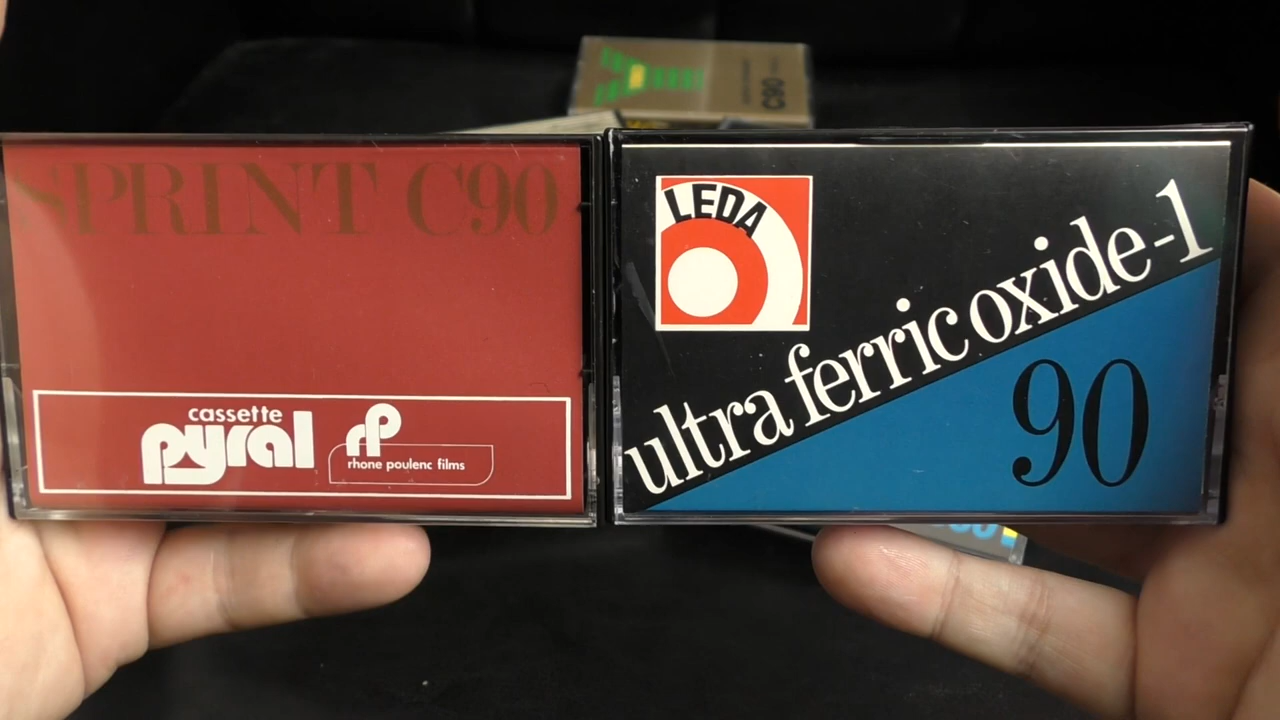 C90
SPRINT C90
cassette
pyral
rp
rhone poulenc films
LEDA
ultra ferric oxide-1
90